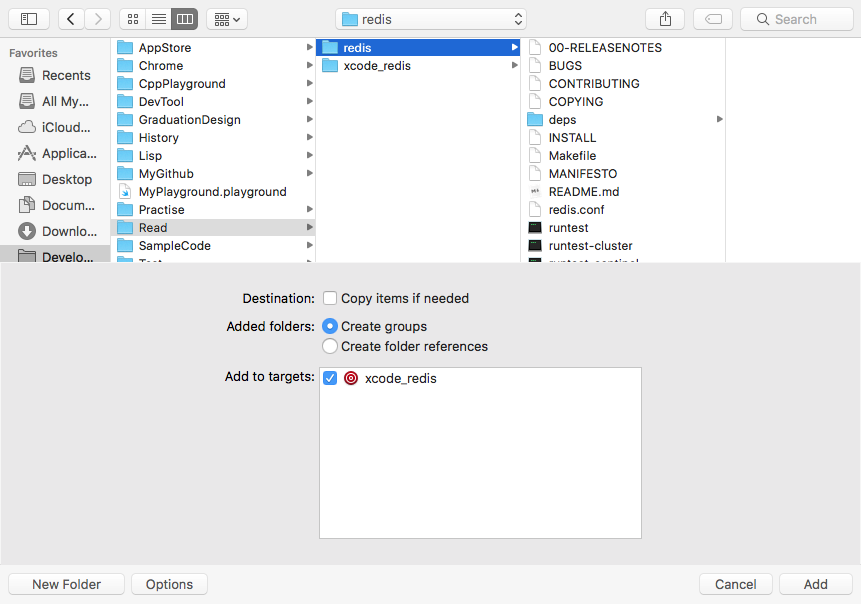 redis
Search
Favorites
Recents
All My...
iCloud...
Applica...
Desktop
Docum...
Downlo...
Develo...
AppStore
Chrome
CppPlayground
DevTool
GraduationDesign
History
Lisp
MyGithub
MyPlayground.playground
Practise
Read
SampleCode
Test
redis
xcode_redis
00-RELEASENOTES
BUGS
CONTRIBUTING
COPYING
deps
INSTALL
Makefile
MANIFESTO
README.md
redis.conf
runtest
runtest-cluster
runtest-sentinel
Destination: Copy items if needed
Added folders: Create groups
Create folder references
Add to targets: xcode_redis
New Folder Options Cancel Add